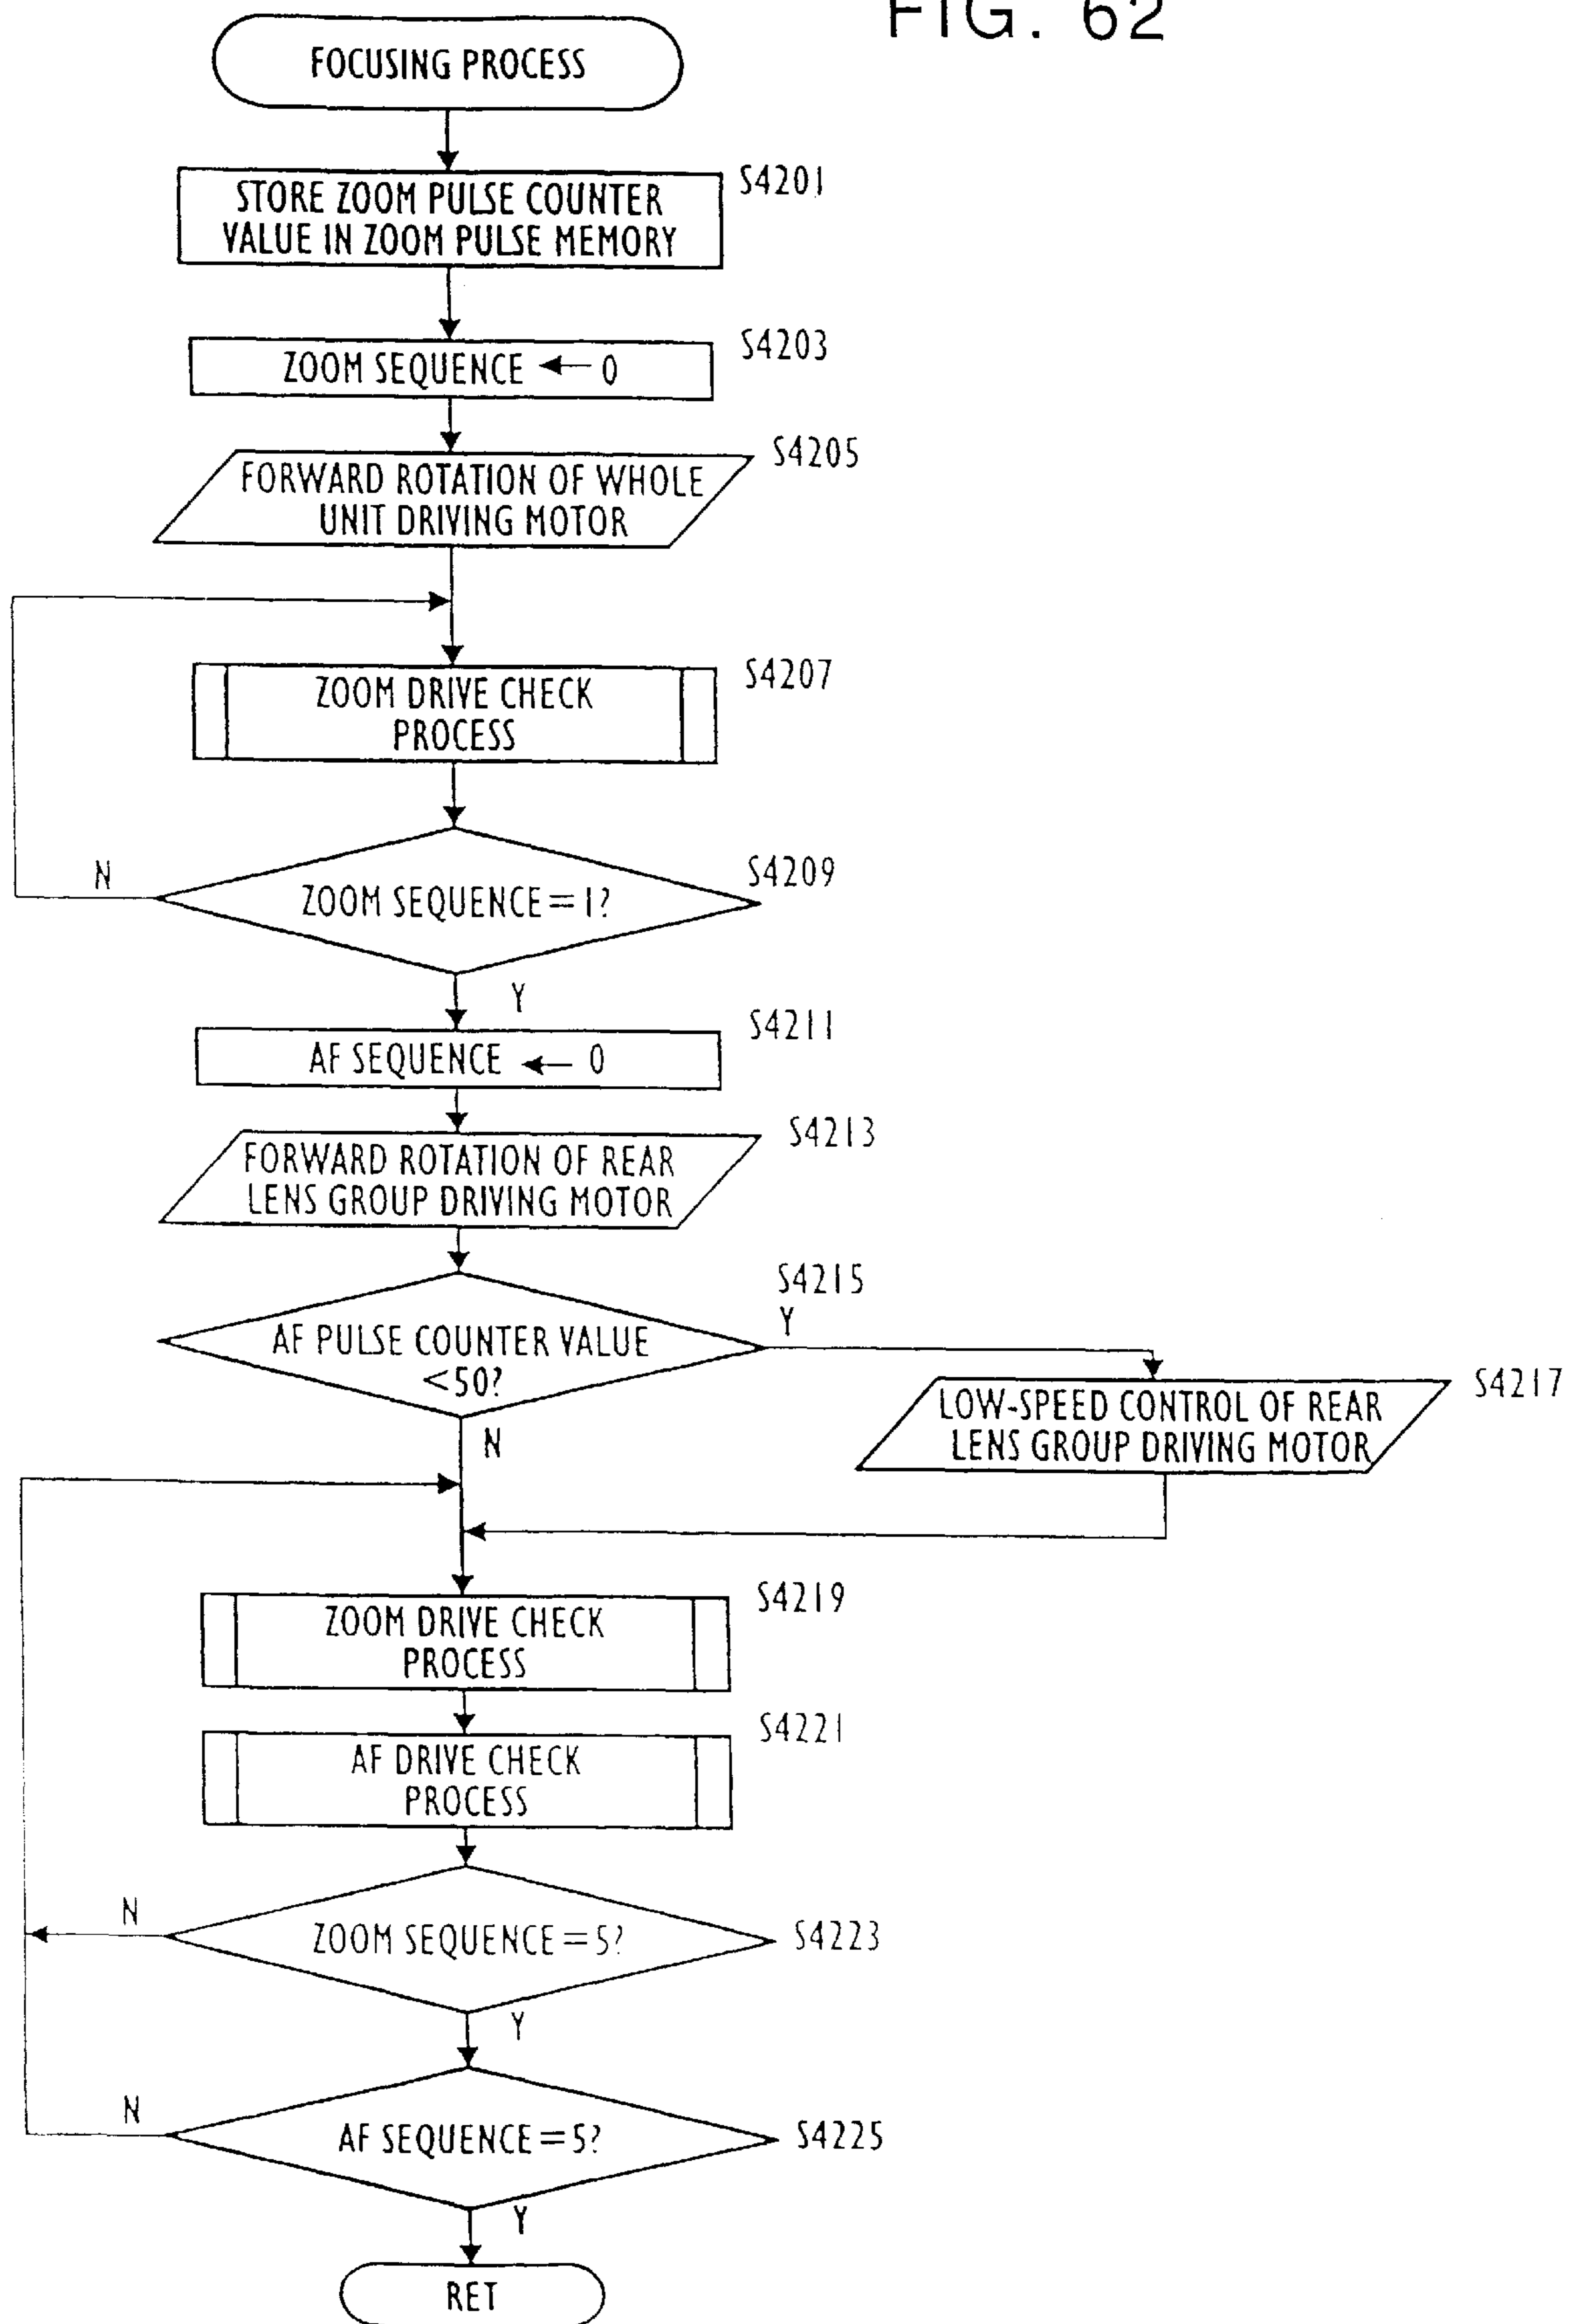 FIG. 62
FOCUSING PROCESS
S4201
STORE ZOOM PULSE COUNTER
VALUE IN ZOOM PULSE MEMORY
S4203
ZOOM SEQUENCE ← 0
S4205
FORWARD ROTATION OF WHOLE
UNIT DRIVING MOTOR
S4207
ZOOM DRIVE CHECK
PROCESS
S4209
N
ZOOM SEQUENCE = 1?
Y
S4211
AF SEQUENCE ← 0
S4213
FORWARD ROTATION OF REAR
LENS GROUP DRIVING MOTOR
S4215
Y
AF PULSE COUNTER VALUE
<50?
N
S4217
LOW-SPEED CONTROL OF REAR
LENS GROUP DRIVING MOTOR
S4219
ZOOM DRIVE CHECK
PROCESS
S4221
AF DRIVE CHECK
PROCESS
N
ZOOM SEQUENCE = 5?
S4223
Y
N
AF SEQUENCE = 5?
S4225
Y
RET